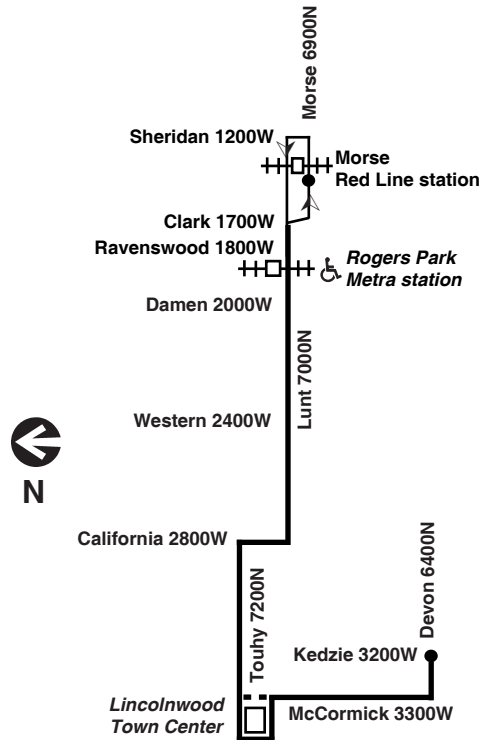 Morse 6900N
Sheridan 1200W
Morse
Red Line station
Clark 1700W
Ravenswood 1800W
Rogers Park
Metra station
Damen 2000W
Lunt 7000N
Western 2400W
N
California 2800W
Touhy 7200N
Devon 6400N
Kedzie 3200W
Lincolnwood
Town Center
McCormick 3300W